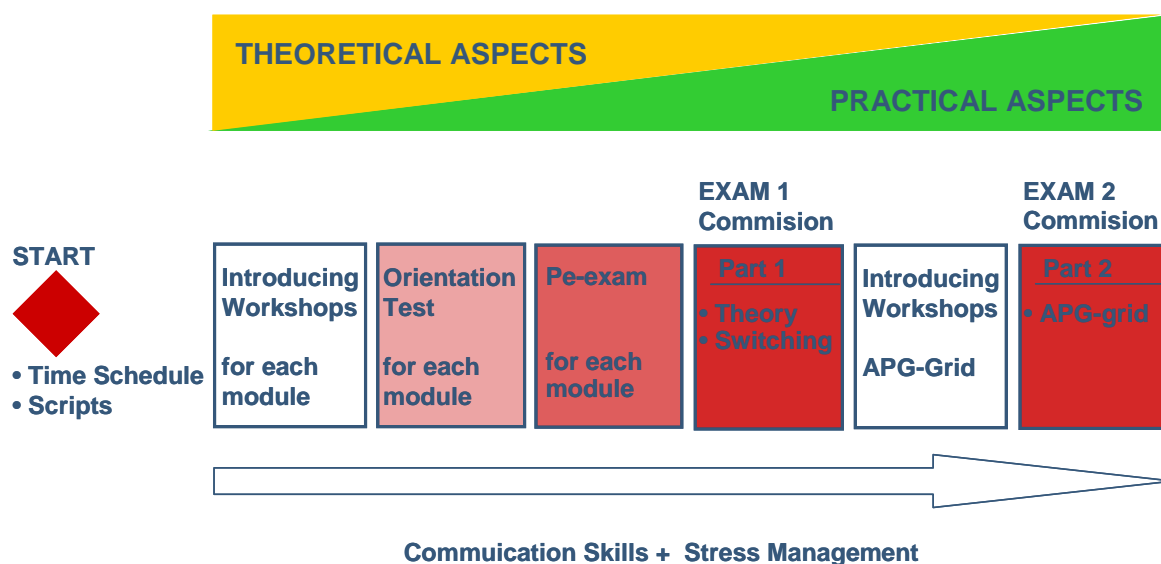 THEORETICAL ASPECTS
PRACTICAL ASPECTS
START
• Time Schedule
• Scripts
Introducing
Workshops
for each
module
Orientation
Test
for each
module
Pe-exam
for each
module
EXAM 1
Commision
Part 1
• Theory
• Switching
Introducing
Workshops
APG-Grid
EXAM 2
Commision
Part 2
• APG-grid
Commuication Skills + Stress Management